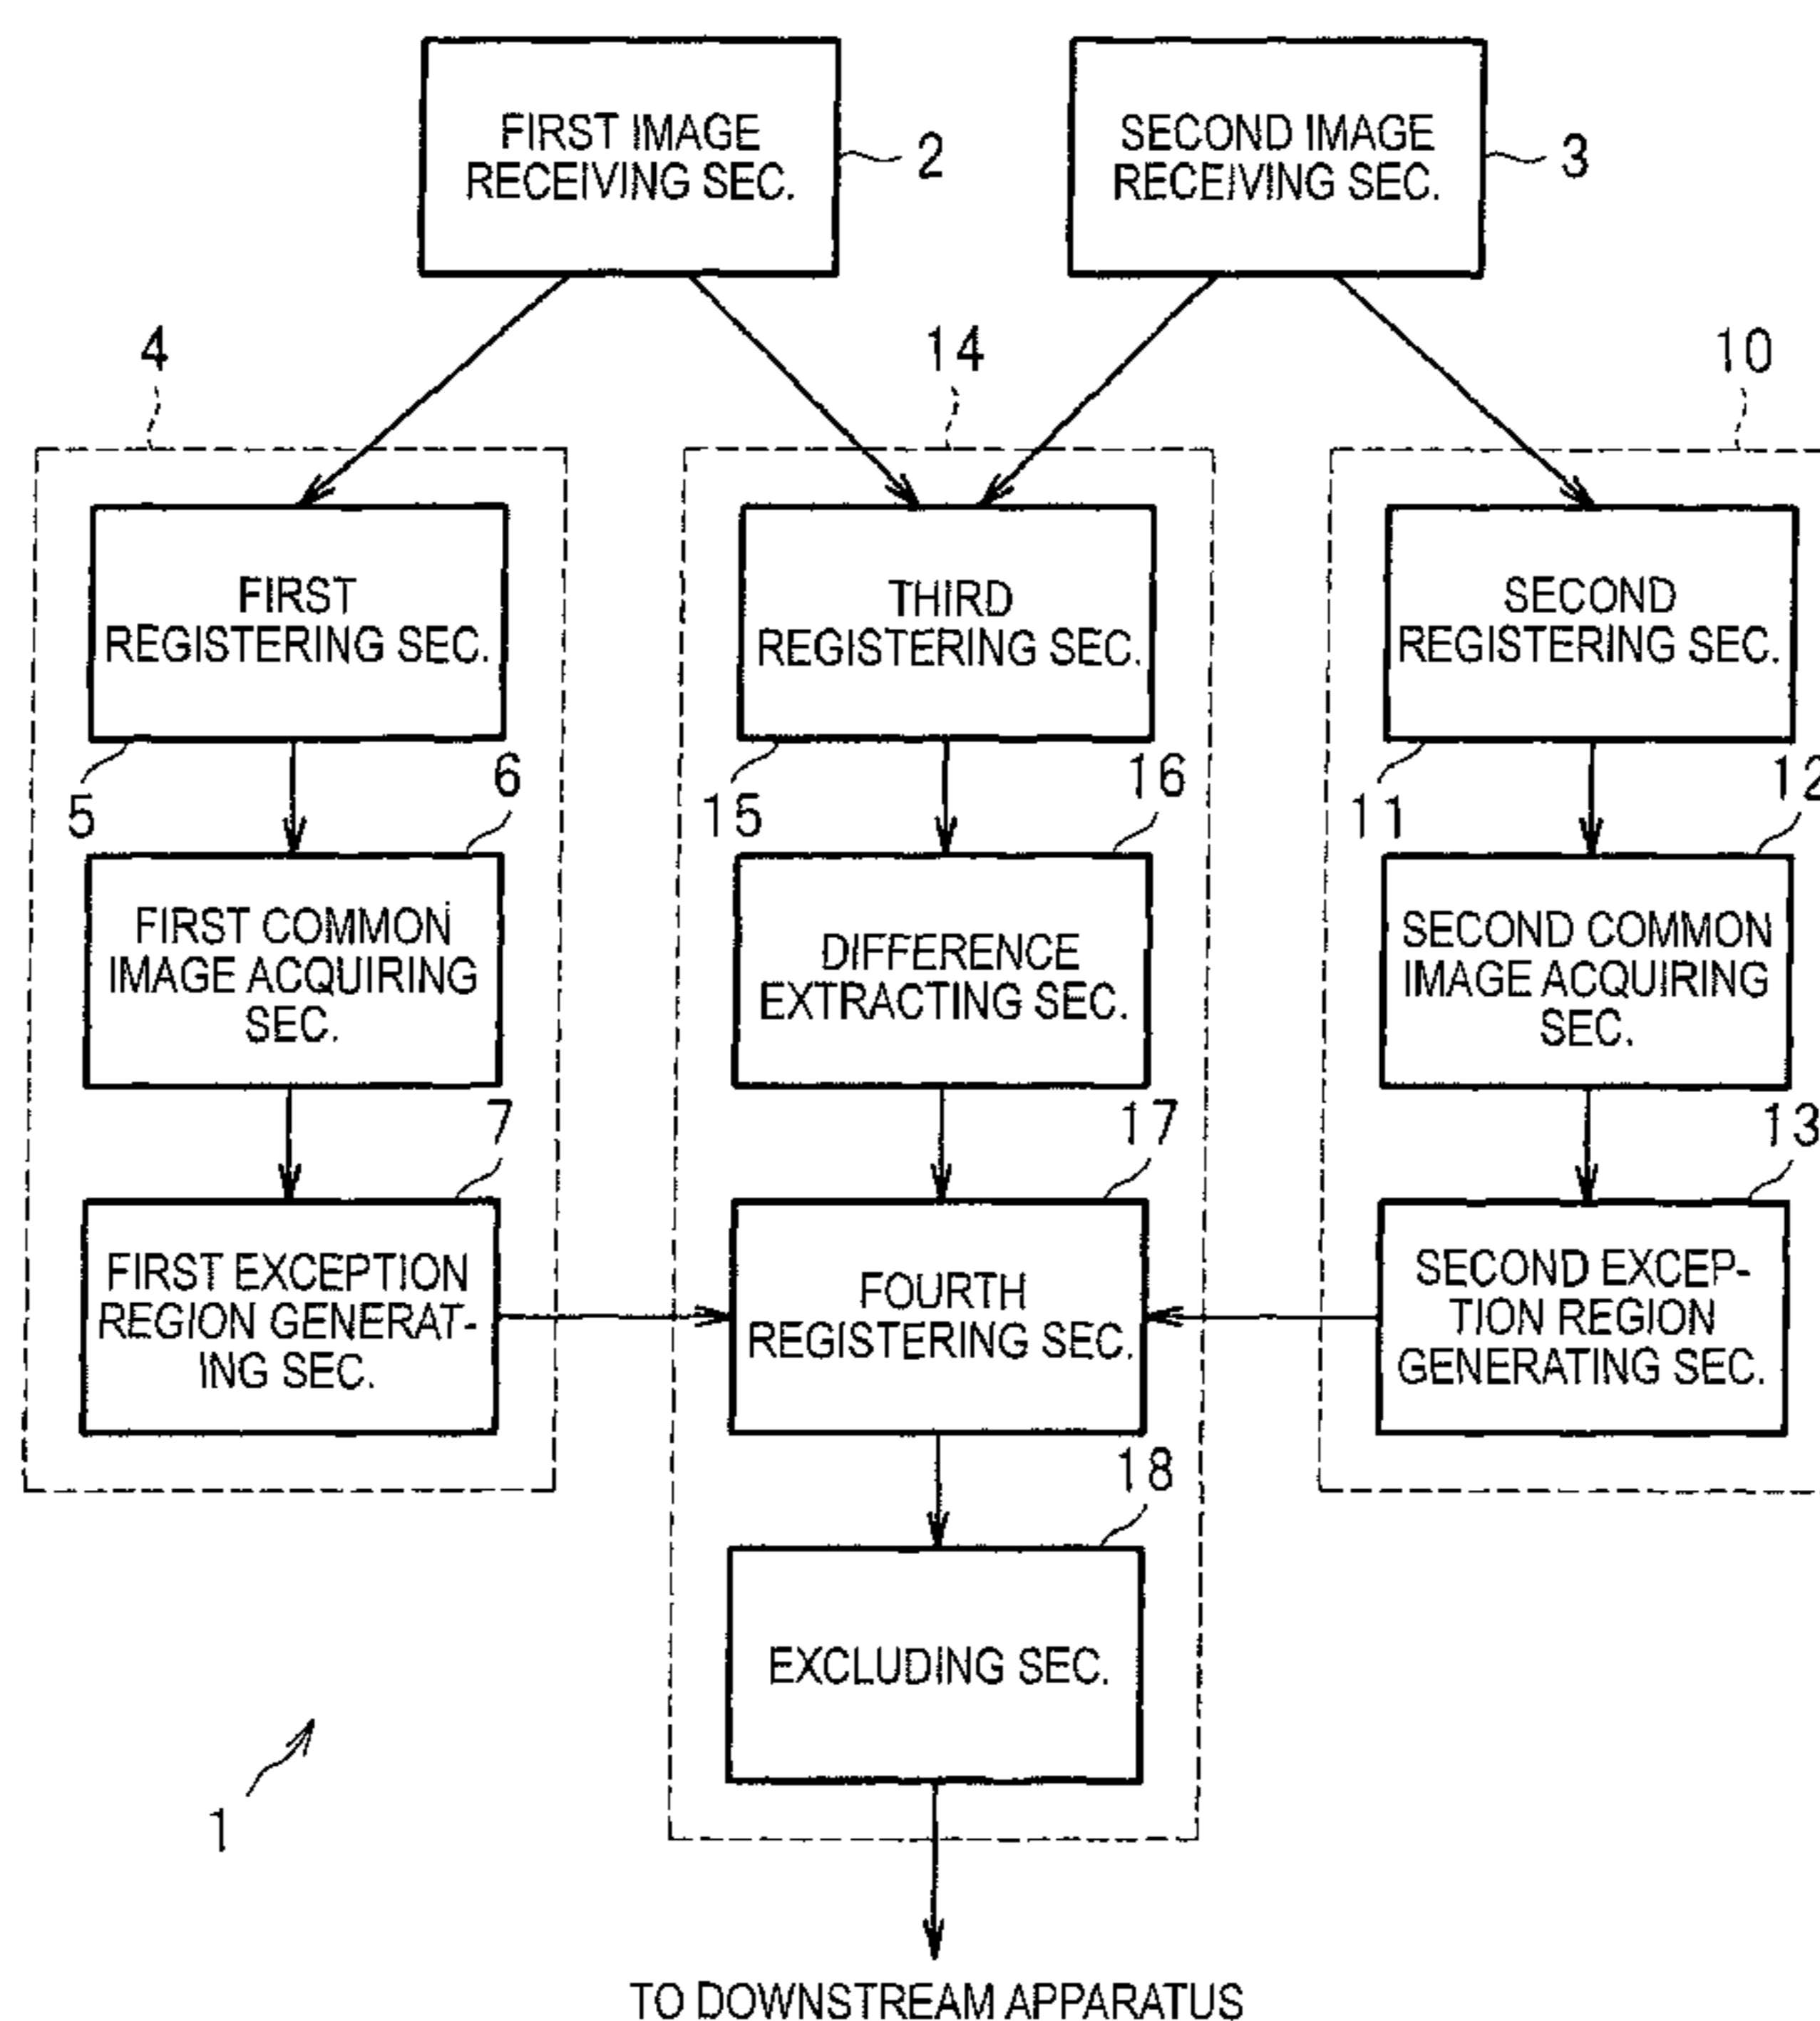 FIRST IMAGE
RECEIVING SEC.
2
SECOND IMAGE
RECEIVING SEC.
3
4
14
10
FIRST
REGISTERING SEC.
THIRD
REGISTERING SEC.
SECOND
REGISTERING SEC.
5
6
15
16
11
12
FIRST COMMON
IMAGE ACQUIRING
SEC.
DIFFERENCE
EXTRACTING SEC.
SECOND COMMON
IMAGE ACQUIRING
SEC.
7
17
13
FIRST EXCEPTION
REGION GENERAT-
ING SEC.
FOURTH
REGISTERING SEC.
SECOND EXCEP-
TION REGION
GENERATING SEC.
18
EXCLUDING SEC.
1
TO DOWNSTREAM APPARATUS